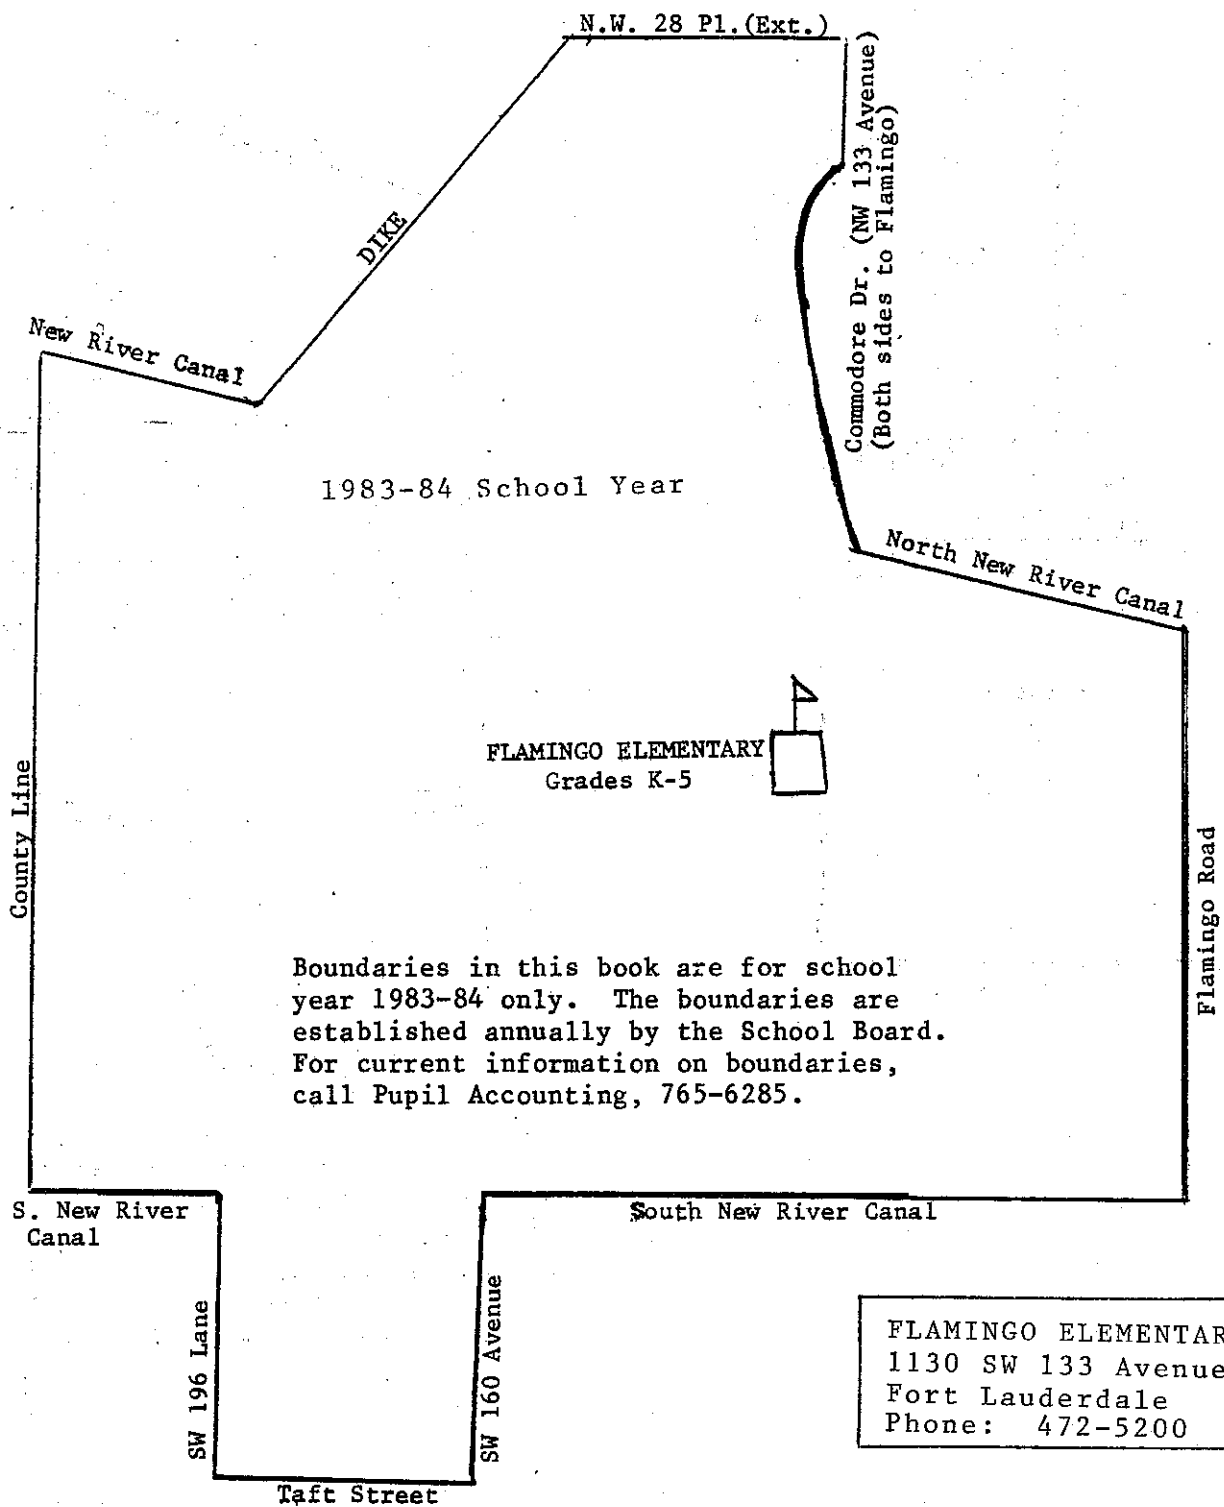 N.W. 28 Pl.(Ext.)
Commodore Dr. (NW 133 Avenue)
(Both sides to Flamingo)
DIKE
New River Canal
1983-84 School Year
North New River Canal
FLAMINGO ELEMENTARY
Grades K-5
County Line
Flamingo Road
Boundaries in this book are for school
year 1983-84 only. The boundaries are
established annually by the School Board.
For current information on boundaries,
call Pupil Accounting, 765-6285.
S. New River
Canal
South New River Canal
SW 196 Lane
SW 160 Avenue
Taft Street
FLAMINGO ELEMENTAR
1130 SW 133 Avenue
Fort Lauderdale
Phone: 472-5200